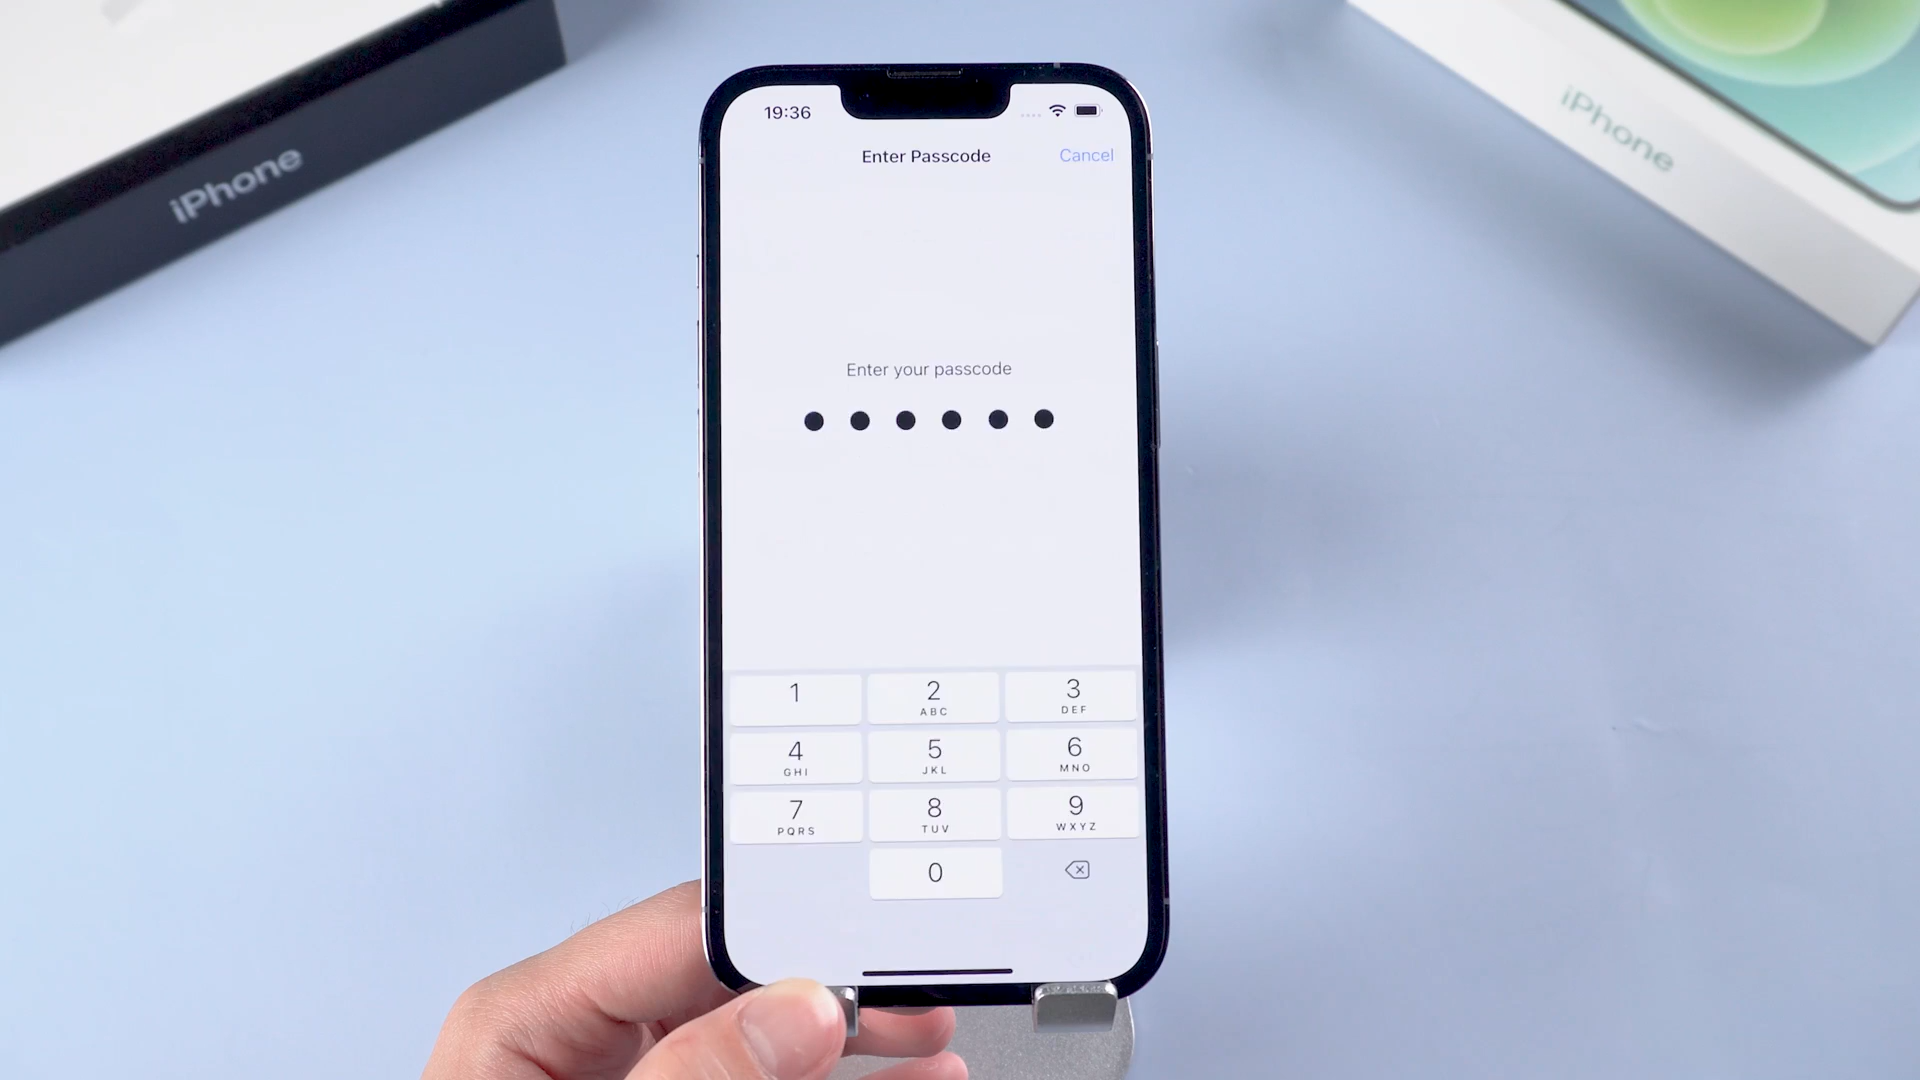 iPhone
iPhone
19:36
Enter Passcode
Cancel
Enter your passcode
1
2
ABC
3
DEF
4
GHI
5
JKL
6
MNO
7
PQRS
8
TUV
9
WXYZ
0